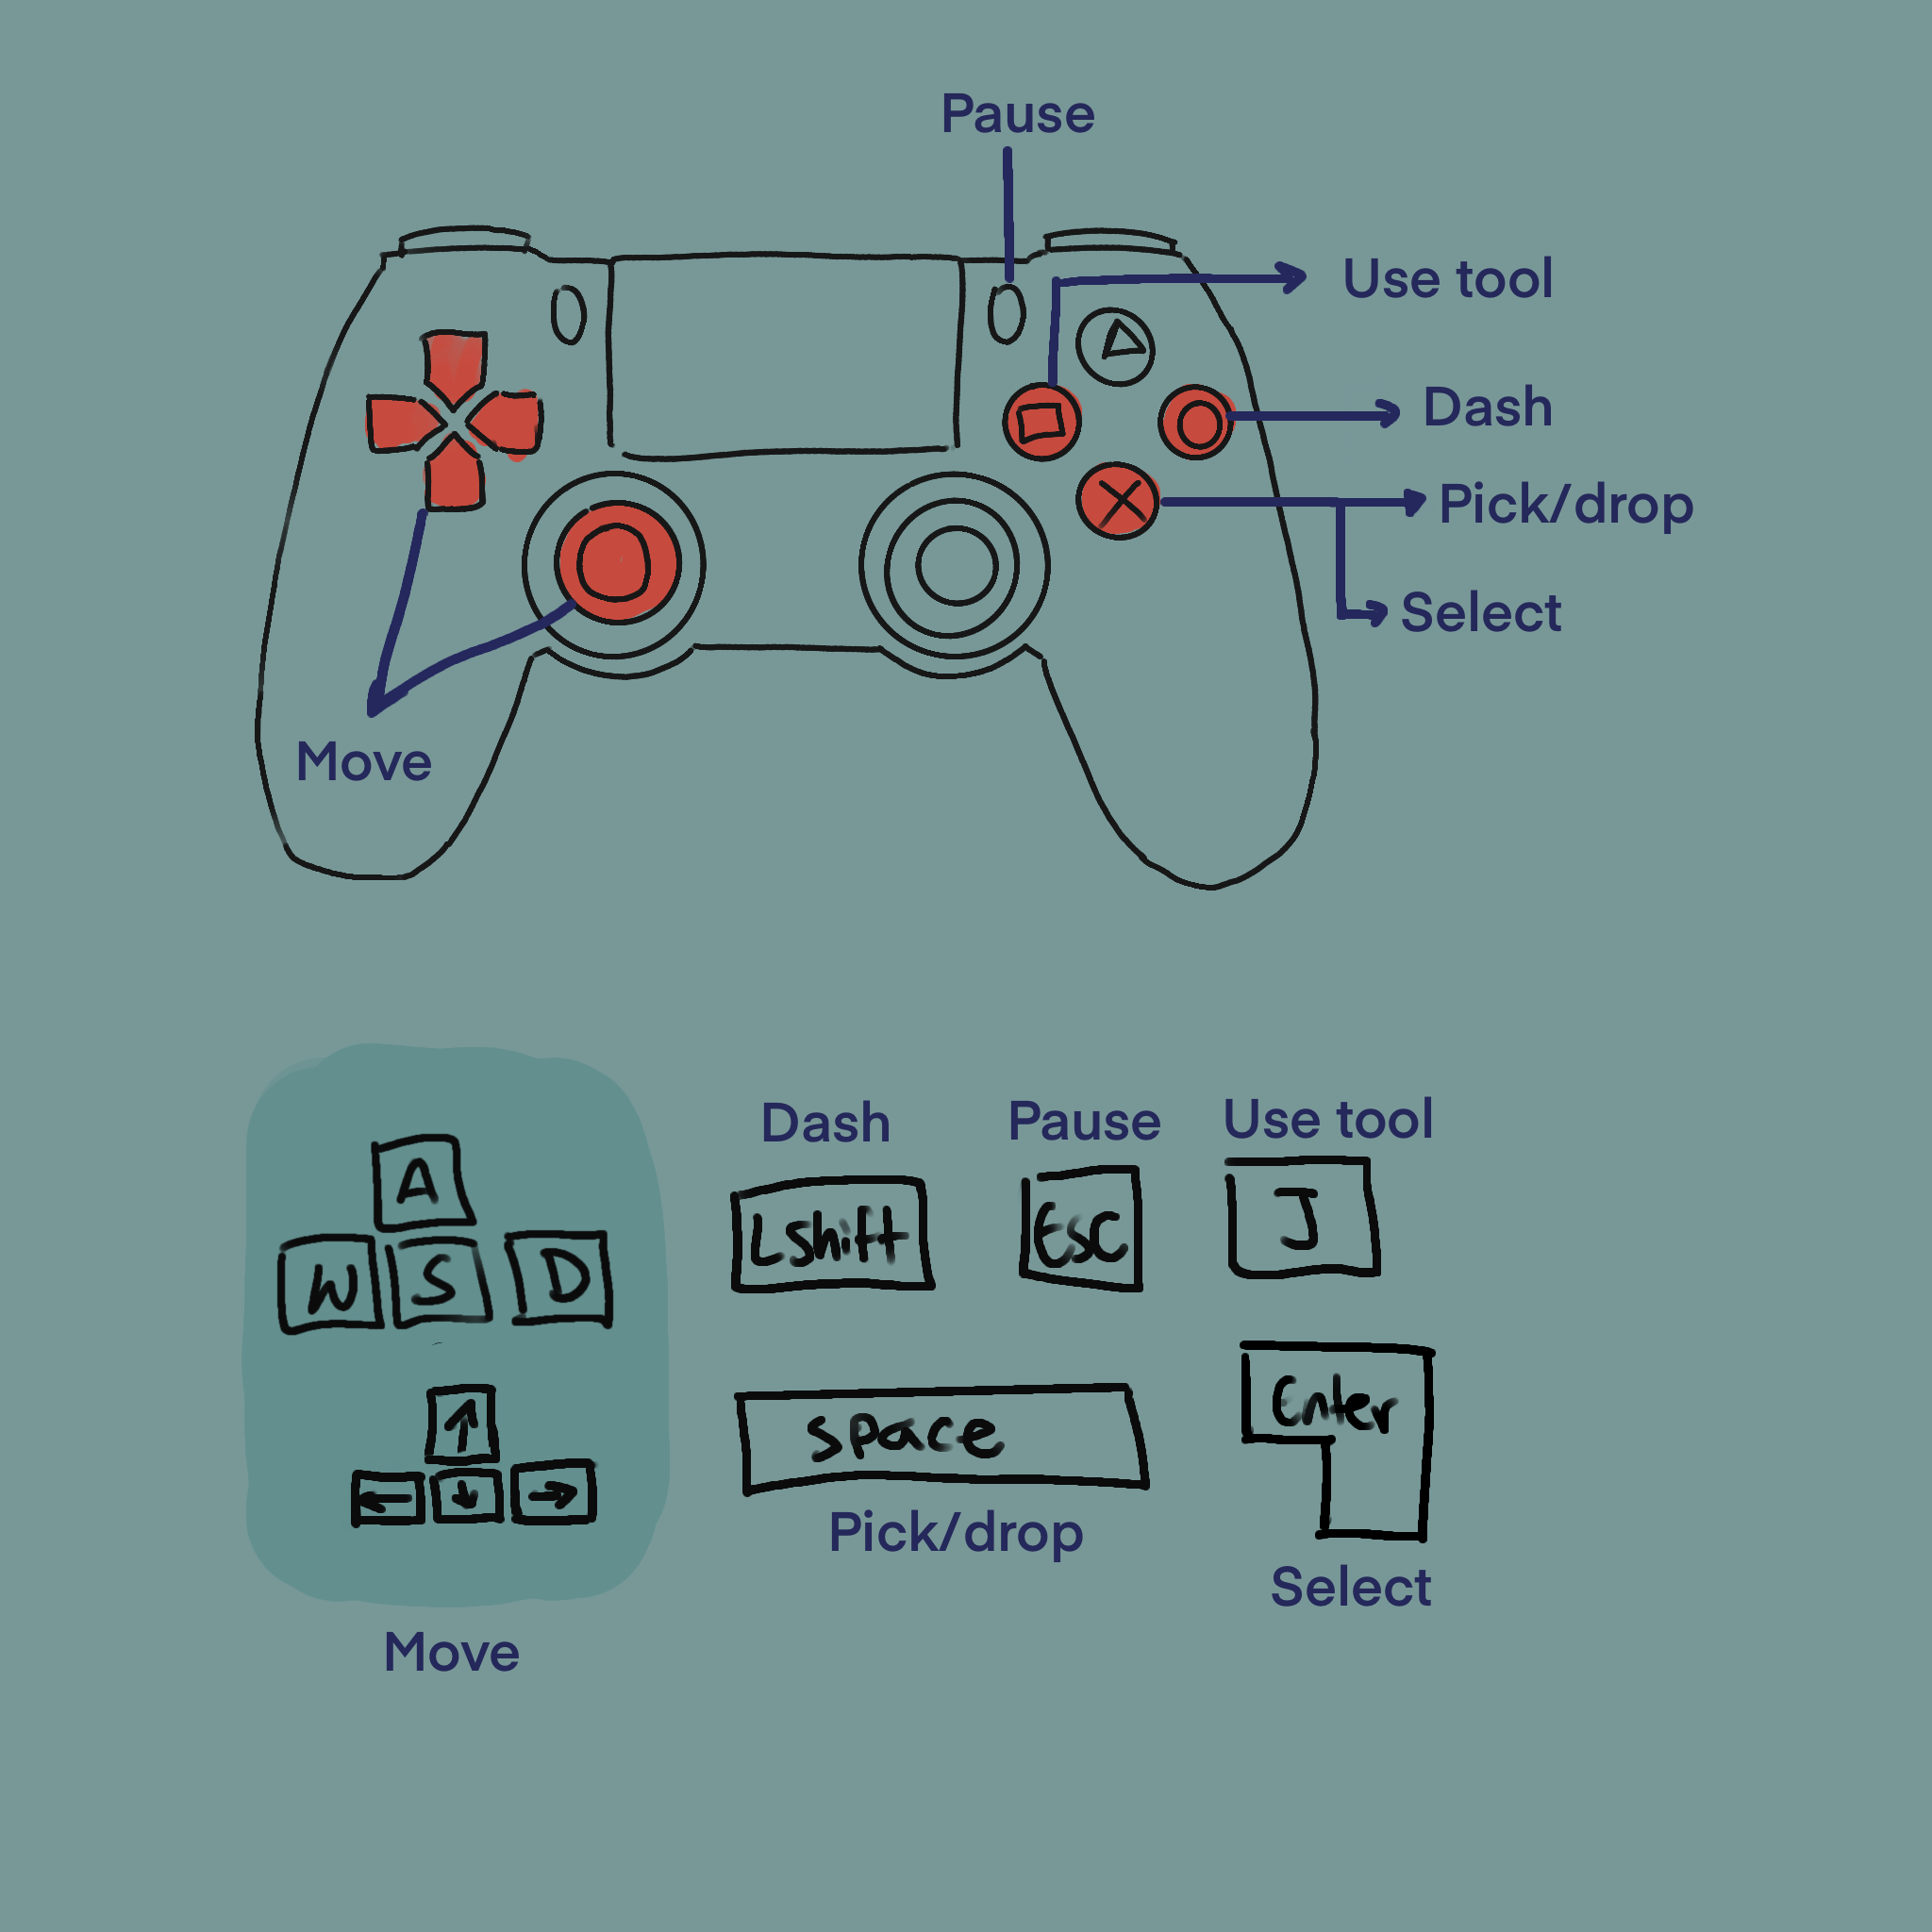 Pause
Use tool
Dash
Pick/drop
Select
Move
Dash
Pause
Use tool
A
W S D
Lshift
Esc
J
space
Enter
Pick/drop
Select
Move